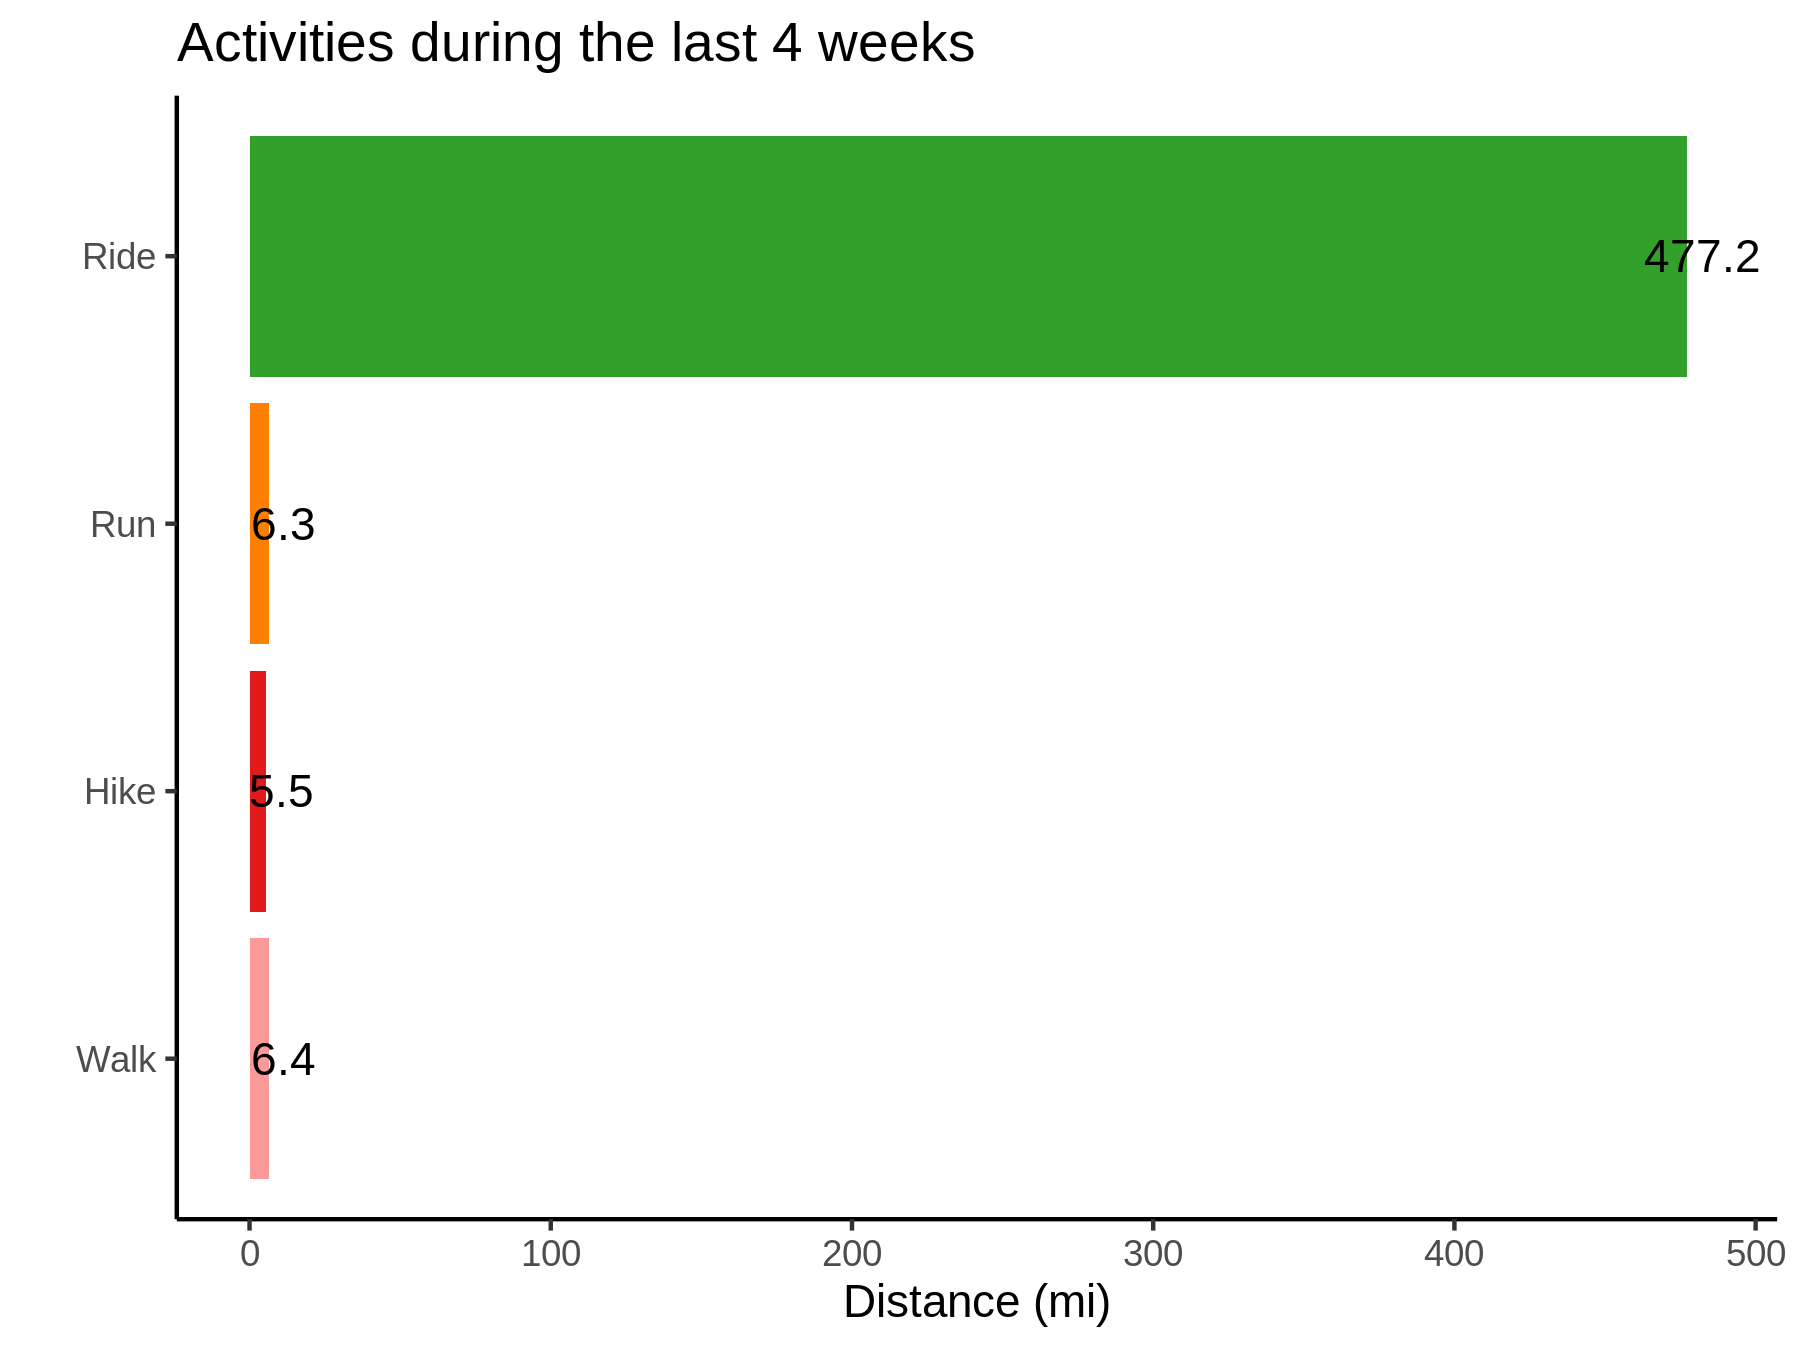 Activities during the last 4 weeks
Ride
477.2
Run
6.3
Hike
5.5
Walk
6.4
0 100 200 300 400 500
Distance (mi)